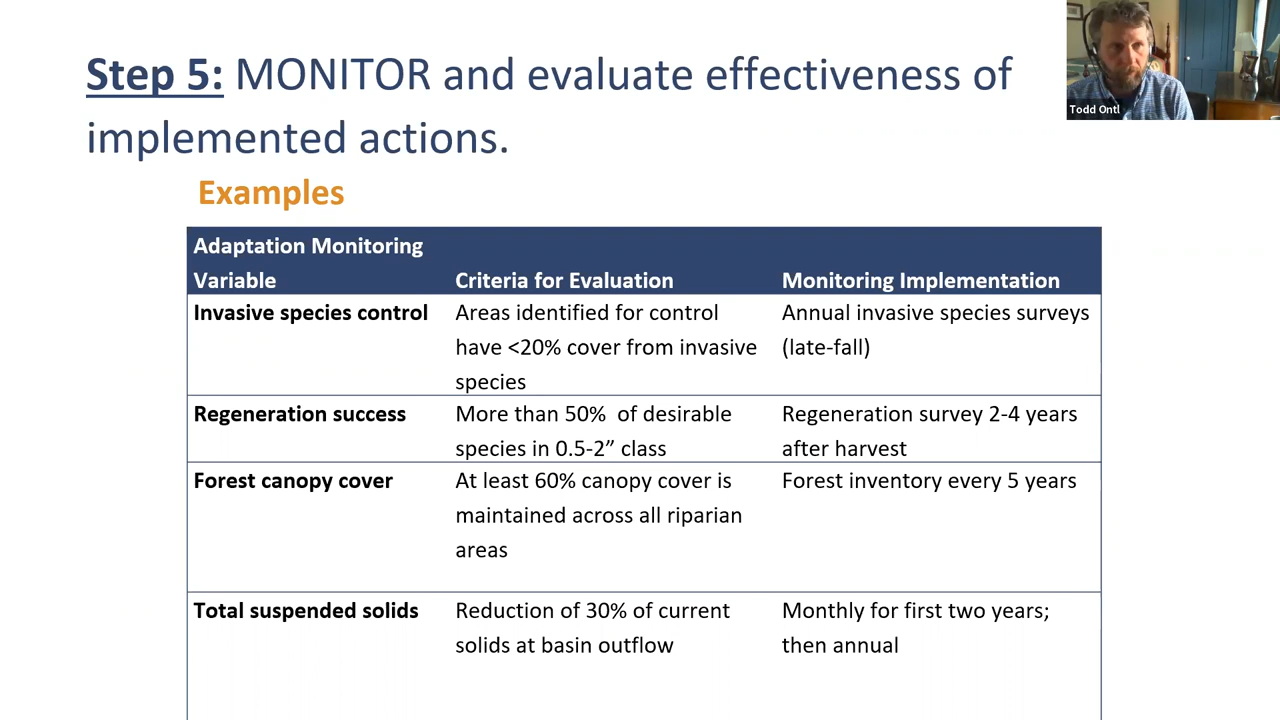 Step 5: MONITOR and evaluate effectiveness of
implemented actions.
Todd Ontl
Examples
Adaptation Monitoring
Variable
Criteria for Evaluation
Monitoring Implementation
Invasive species control
Areas identified for control
have <20% cover from invasive
species
Annual invasive species surveys
(late-fall)
Regeneration success
More than 50%  of desirable
species in 0.5-2” class
Regeneration survey 2-4 years
after harvest
Forest canopy cover
At least 60% canopy cover is
maintained across all riparian
areas
Forest inventory every 5 years
Total suspended solids
Reduction of 30% of current
solids at basin outflow
Monthly for first two years;
then annual